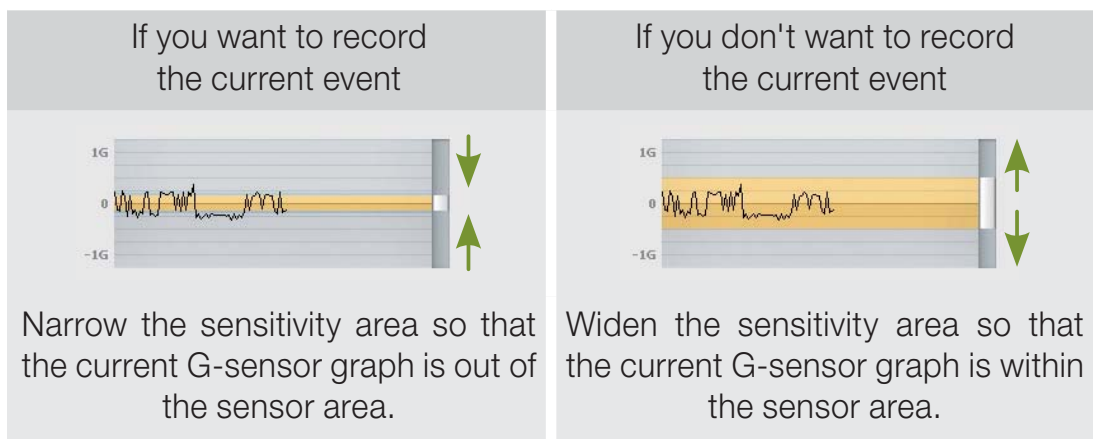 If you want to record
the current event
1G
0
-1G
Narrow the sensitivity area so that
the current G-sensor graph is out of
the sensor area.
If you don't want to record
the current event
1G
0
-1G
Widen the sensitivity area so that
the current G-sensor graph is within
the sensor area.